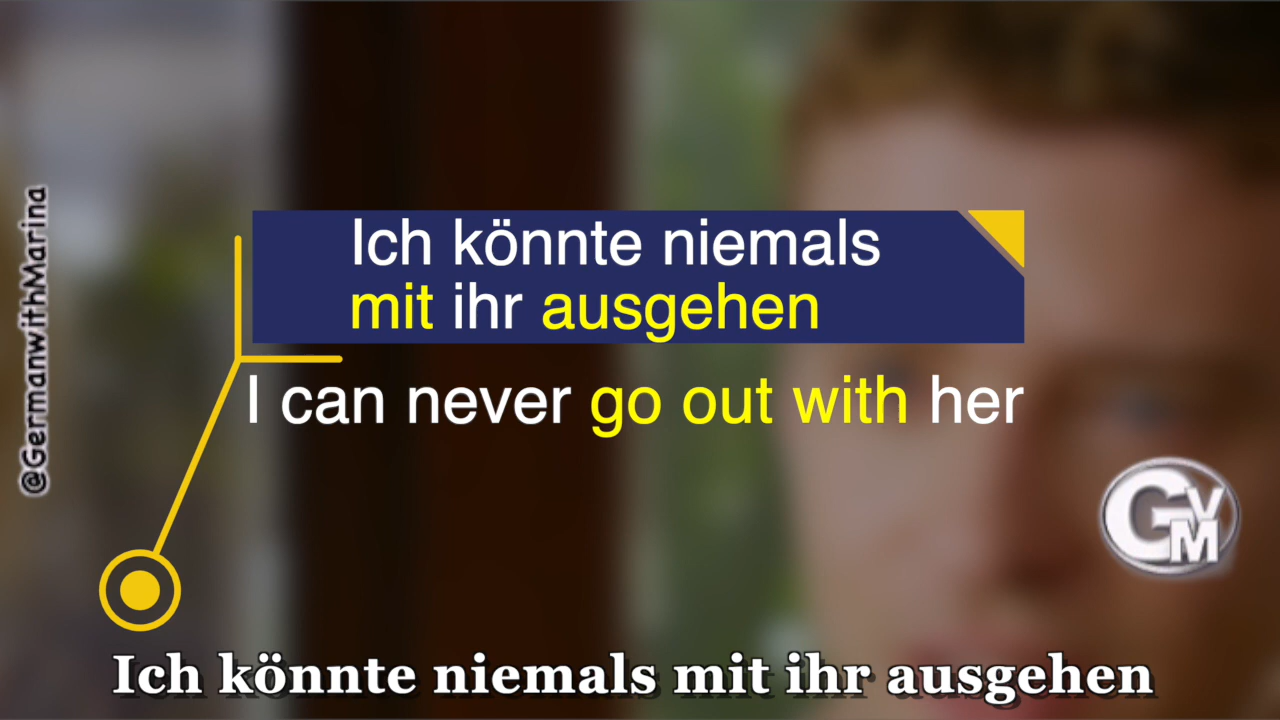 @GermanwithMarina
Ich könnte niemals
mit ihr ausgehen
I can never go out with her
GVM
Ich könnte niemals mit ihr ausgehen